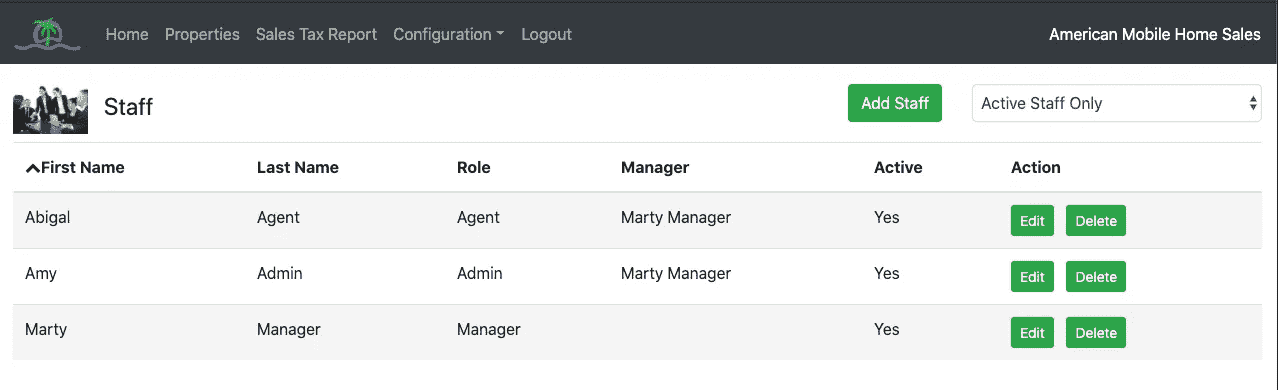 Home Properties Sales Tax Report Configuration Logout American Mobile Home Sales
Staff Add Staff Active Staff Only
First Name Last Name Role Manager Active Action
Abigal Agent Agent Marty Manager Yes Edit Delete
Amy Admin Admin Marty Manager Yes Edit Delete
Marty Manager Manager Yes Edit Delete